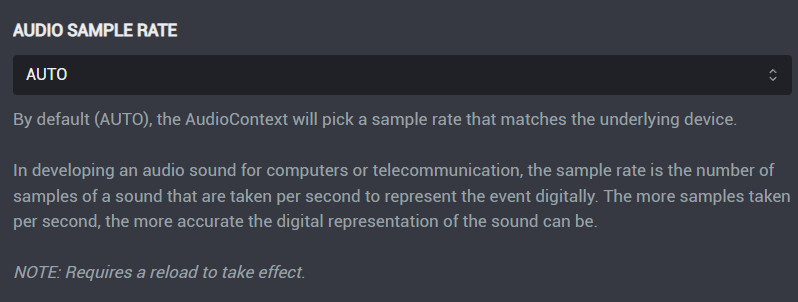 AUDIO SAMPLE RATE
AUTO
By default (AUTO), the AudioContext will pick a sample rate that matches the underlying device.
In developing an audio sound for computers or telecommunication, the sample rate is the number of
samples of a sound that are taken per second to represent the event digitally. The more samples taken
per second, the more accurate the digital representation of the sound can be.
NOTE: Requires a reload to take effect.